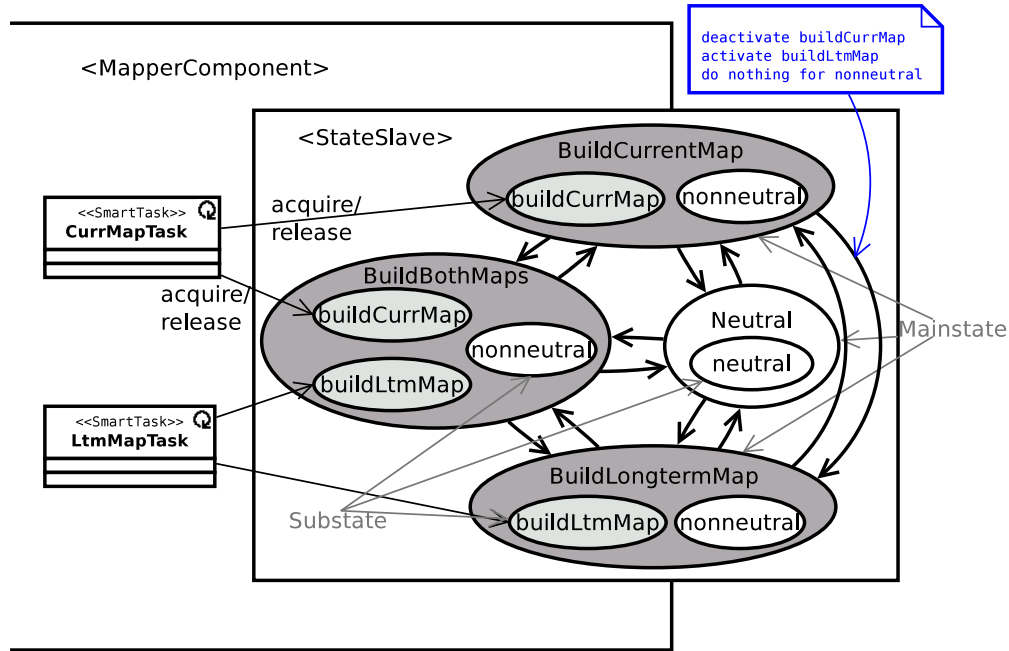 deactivate buildCurrMap
activate buildLtmMap
do nothing for nonneutral
<MapperComponent>
<StateSlave>
BuildCurrentMap
buildCurrMap
nonneutral
<<SmartTask>>
CurrMapTask
acquire/
release
acquire/
release
BuildBothMaps
buildCurrMap
nonneutral
buildLtmMap
Neutral
neutral
Mainstate
<<SmartTask>>
LtmMapTask
BuildLongtermMap
buildLtmMap
nonneutral
Substate